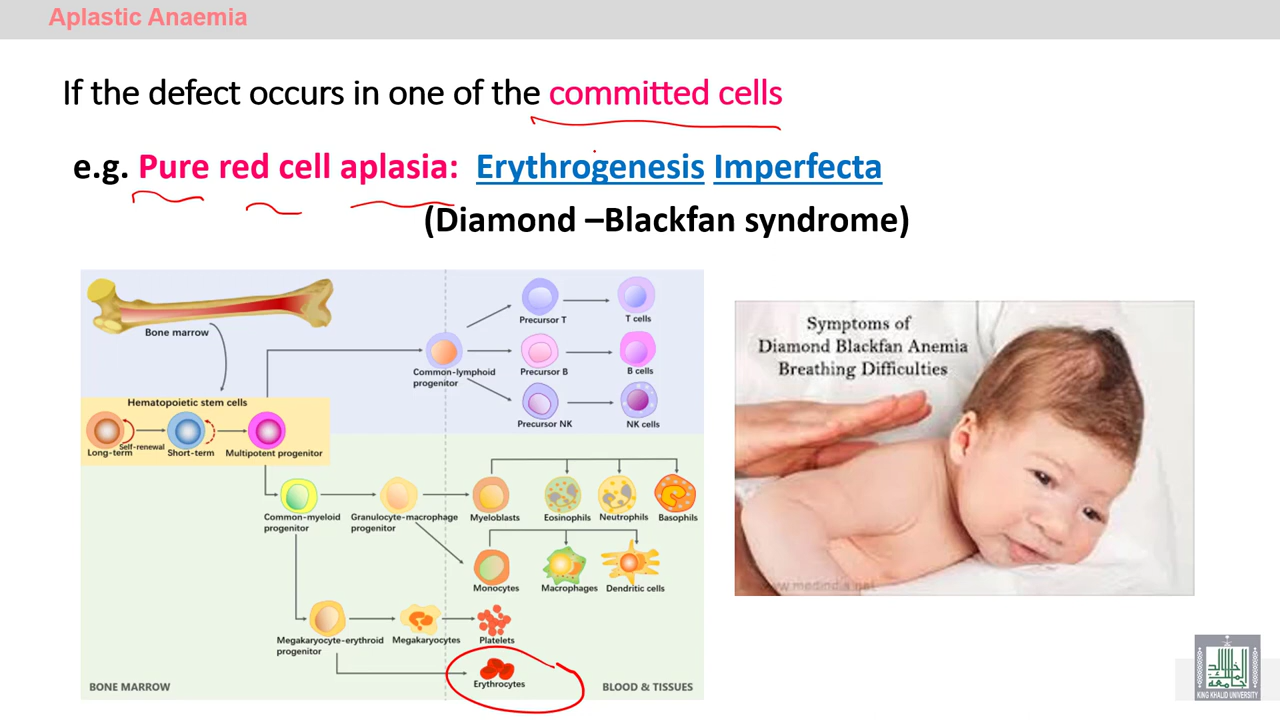 Aplastic Anaemia
If the defect occurs in one of the committed cells
e.g. Pure red cell aplasia: Erythrogenesis Imperfecta
(Diamond –Blackfan syndrome)
Bone marrow
Precursor T
T cells
Common-lymphoid
progenitor
Precursor B
B cells
Precursor NK
NK cells
Hematopoietic stem cells
Self-renewal
Long-term
Short-term
Multipotent progenitor
Common-myeloid
progenitor
Granulocyte-macrophage
progenitor
Myeloblasts
Eosinophils
Neutrophils
Basophils
Monocytes
Macrophages
Dendritic cells
Megakaryocyte-erythroid
progenitor
Megakaryocytes
Platelets
Erythrocytes
BONE MARROW
BLOOD & TISSUES
Symptoms of
Diamond Blackfan Anemia
Breathing Difficulties
www.medindia.net
KING KHALID UNIVERSITY